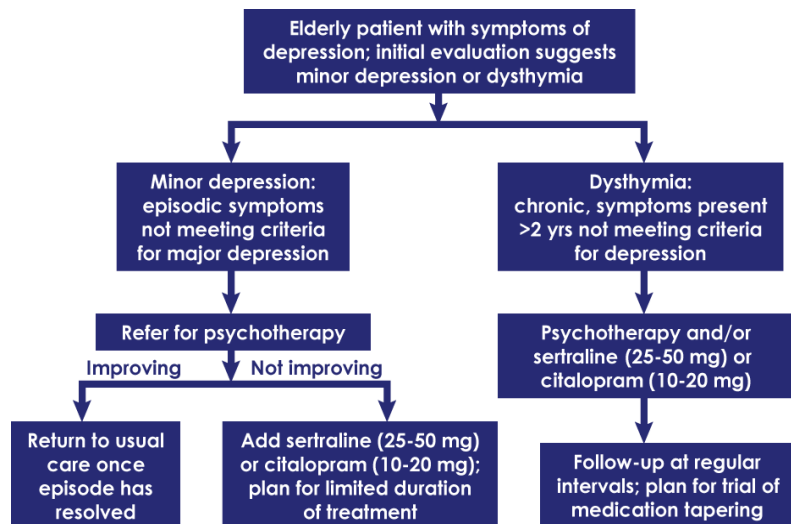 Elderly patient with symptoms of
depression; initial evaluation suggests
minor depression or dysthymia
Minor depression:
episodic symptoms
not meeting criteria
for major depression
Dysthymia:
chronic, symptoms present
>2 yrs not meeting criteria
for depression
Refer for psychotherapy
Improving
Not improving
Return to usual
care once
episode has
resolved
Add sertraline (25-50 mg)
or citalopram (10-20 mg);
plan for limited duration
of treatment
Psychotherapy and/or
sertraline (25-50 mg) or
citalopram (10-20 mg)
Follow-up at regular
intervals; plan for trial of
medication tapering